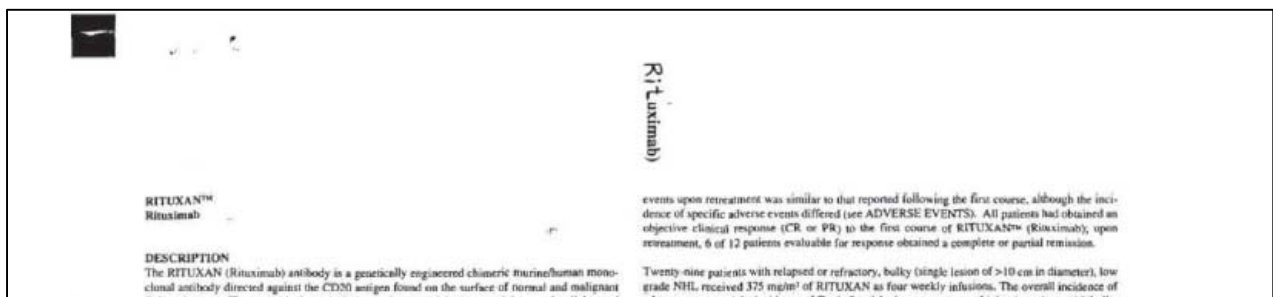 Rituximab)
RITUXAN™
Rituximab
DESCRIPTION
The RITUXAN (Rituximab) antibody is a genetically engineered chimeric murine/human mono-
clonal antibody directed against the CD20 antigen found on the surface of normal and malignant
events upon retreatment was similar to that reported following the first course, although the inci-
dence of specific adverse events differed (see ADVERSE EVENTS). All patients had obtained an
objective clinical response (CR or PR) to the first course of RITUXAN™ (Rituximab); upon
retreatment, 6 of 12 patients evaluable for response obtained a complete or partial remission.
Twenty-nine patients with relapsed or refractory, bulky (single lesion of >10 cm in diameter), low
grade NHL received 375 mg/m² of RITUXAN as four weekly infusions. The overall incidence of